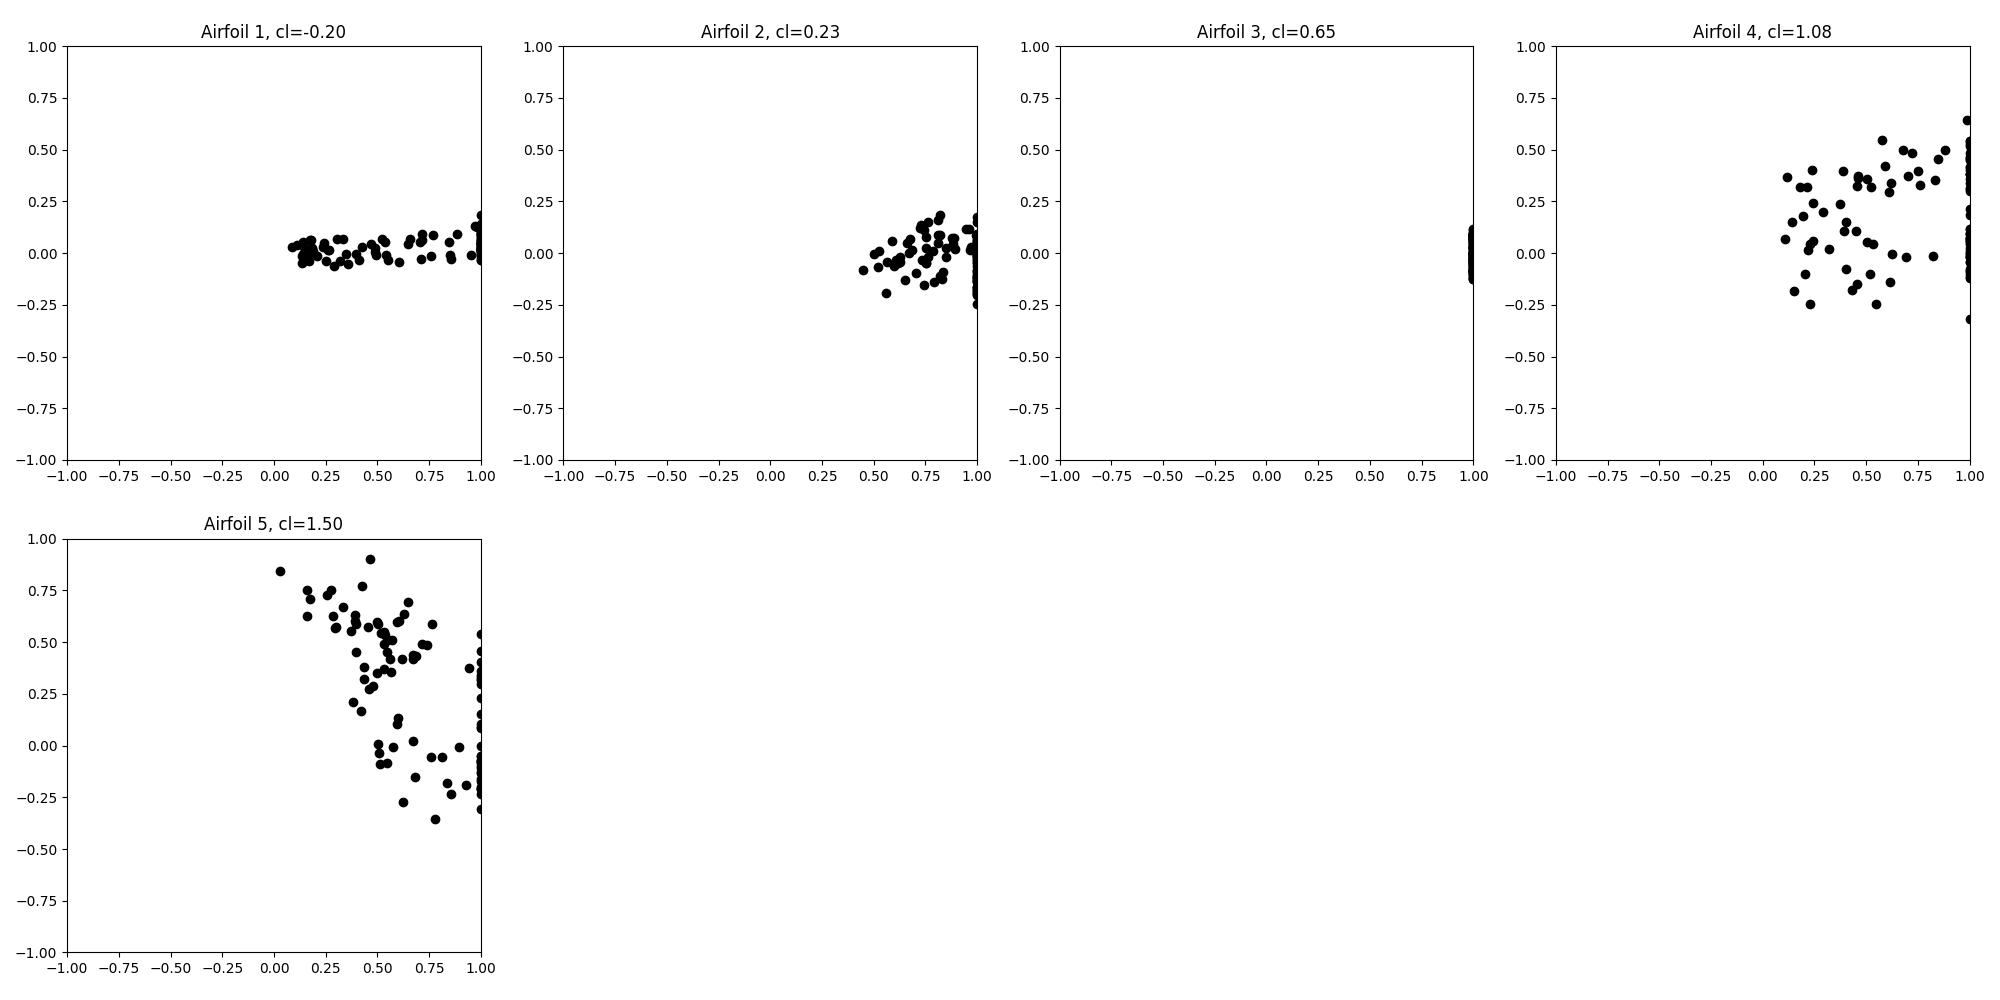 Airfoil 1, cl=-0.20
Airfoil 2, cl=0.23
Airfoil 3, cl=0.65
Airfoil 4, cl=1.08
1.00 1.00 1.00 1.00
0.75 0.75 0.75 0.75
0.50 0.50 0.50 0.50
0.25 0.25 0.25 0.25
0.00 0.00 0.00 0.00
−0.25 −0.25 −0.25 −0.25
−0.50 −0.50 −0.50 −0.50
−0.75 −0.75 −0.75 −0.75
−1.00 −1.00 −1.00 −1.00
−1.00 −0.75 −0.50 −0.25 0.00 0.25 0.50 0.75 1.00
−1.00 −0.75 −0.50 −0.25 0.00 0.25 0.50 0.75 1.00
−1.00 −0.75 −0.50 −0.25 0.00 0.25 0.50 0.75 1.00
−1.00 −0.75 −0.50 −0.25 0.00 0.25 0.50 0.75 1.00
Airfoil 5, cl=1.50
1.00
0.75
0.50
0.25
0.00
−0.25
−0.50
−0.75
−1.00
−1.00 −0.75 −0.50 −0.25 0.00 0.25 0.50 0.75 1.00